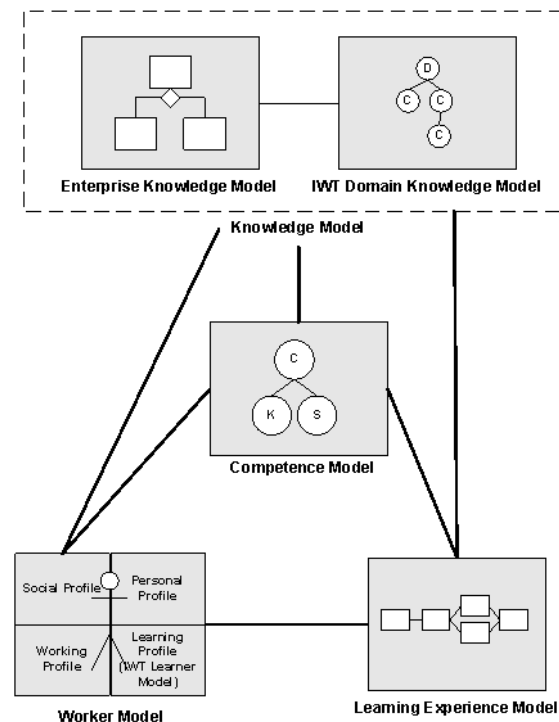 D
C
C
C
Enterprise Knowledge Model
IWT Domain Knowledge Model
Knowledge Model
C
K
S
Competence Model
Social Profile
Personal
Profile
Working
Profile
Learning
Profile
(IWT Learner
Model)
Worker Model
Learning Experience Model